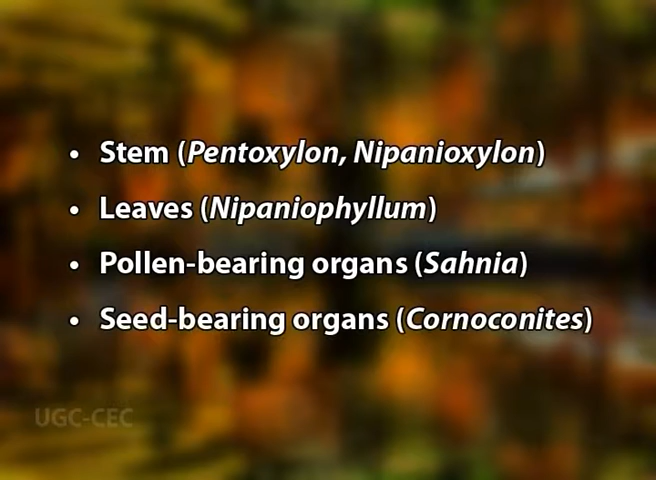 • Stem (Pentoxylon, Nipanioxylon)
• Leaves (Nipaniophyllum)
• Pollen-bearing organs (Sahnia)
• Seed-bearing organs (Cornoconites)
UGC-CEC